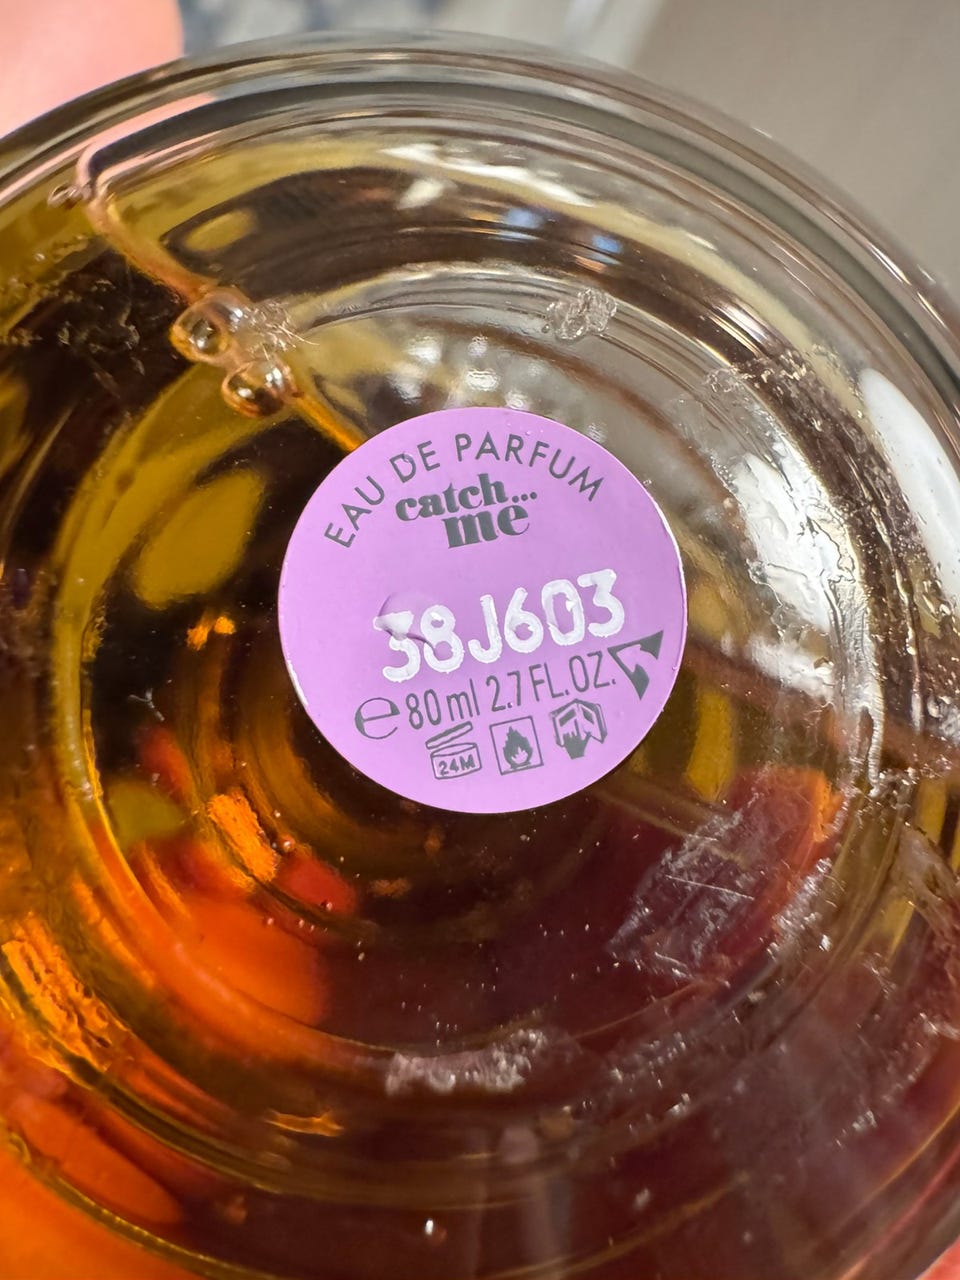 EAU DE PARFUM
catch...
me
38J603
℮ 80 ml 2.7 FL. OZ.
24M